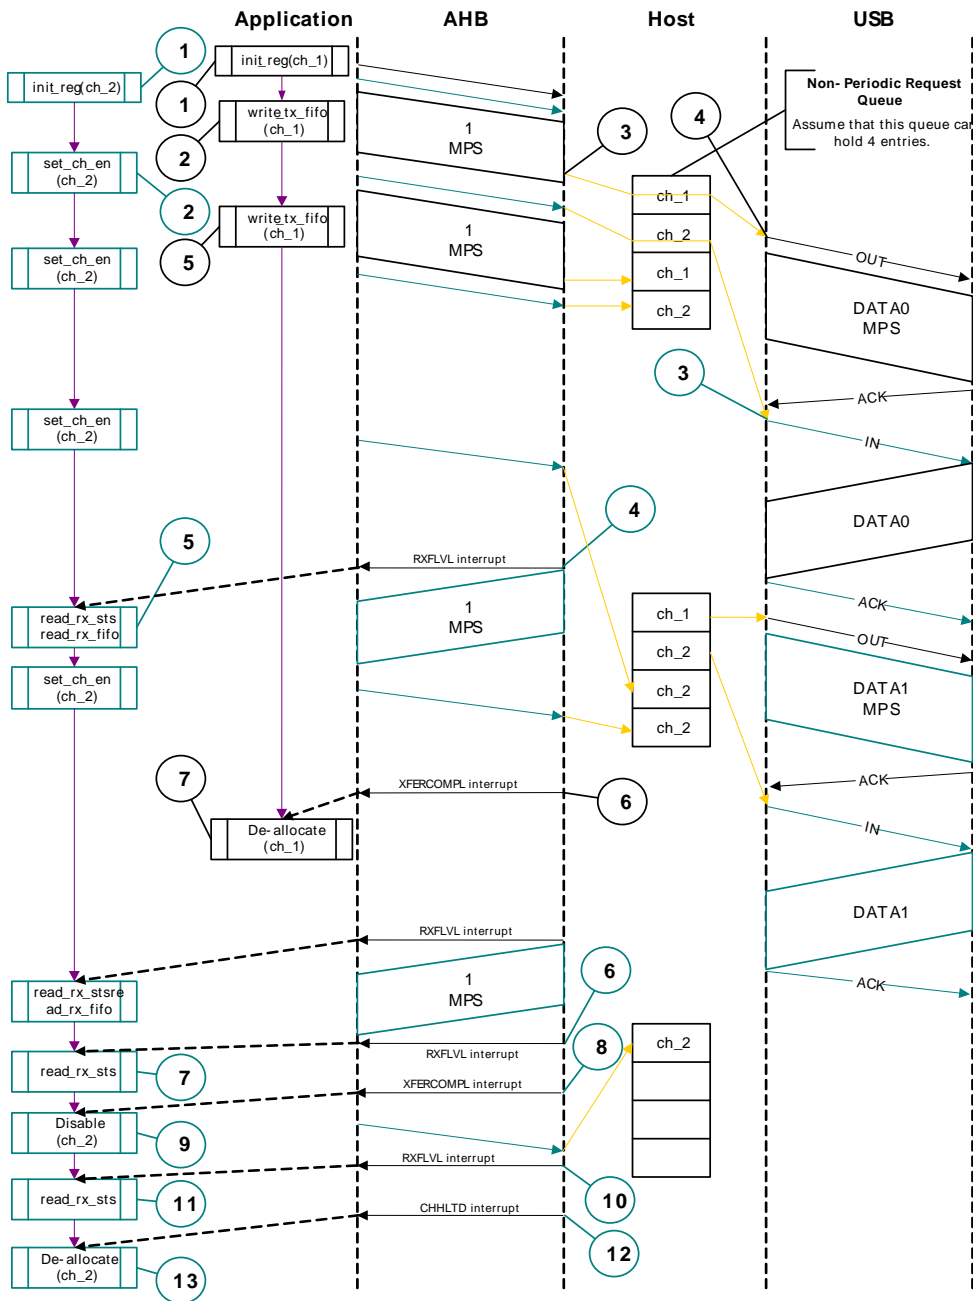 Application
AHB
Host
USB
1
init_reg(ch_1)
init_reg(ch_2)
1
Non-Periodic Request
Queue
Assume that this queue can
hold 4 entries.
write_tx_fifo
(ch_1)
1
MPS
3
4
2
set_ch_en
(ch_2)
ch_1
2
write_tx_fifo
(ch_1)
1
MPS
ch_2
5
set_ch_en
(ch_2)
ch_1
OUT
ch_2
DATA0
MPS
3
ACK
set_ch_en
(ch_2)
IN
4
DATA0
5
RXFLVL interrupt
read_rx_sts
read_rx_fifo
1
MPS
ch_1
ACK
OUT
ch_2
set_ch_en
(ch_2)
ch_2
DATA1
MPS
ch_2
7
XFERCOMPL interrupt
6
ACK
De-allocate
(ch_1)
IN
DATA1
RXFLVL interrupt
6
read_rx_stsre
ad_rx_fifo
1
MPS
ACK
RXFLVL interrupt
8
ch_2
read_rx_sts
7
XFERCOMPL interrupt
Disable
(ch_2)
9
RXFLVL interrupt
10
read_rx_sts
11
CHHLTD interrupt
12
De-allocate
(ch_2)
13